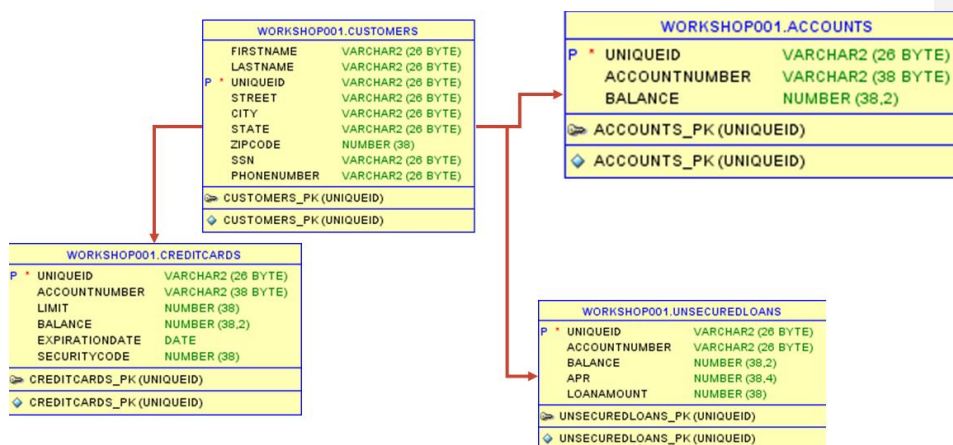 WORKSHOP001.CUSTOMERS
FIRSTNAME VARCHAR2 (26 BYTE)
LASTNAME VARCHAR2 (26 BYTE)
P * UNIQUEID VARCHAR2 (26 BYTE)
STREET VARCHAR2 (26 BYTE)
CITY VARCHAR2 (26 BYTE)
STATE VARCHAR2 (26 BYTE)
ZIPCODE NUMBER (38)
SSN VARCHAR2 (26 BYTE)
PHONENUMBER VARCHAR2 (26 BYTE)
CUSTOMERS_PK (UNIQUEID)
CUSTOMERS_PK (UNIQUEID)
WORKSHOP001.ACCOUNTS
P * UNIQUEID VARCHAR2 (26 BYTE)
ACCOUNTNUMBER VARCHAR2 (38 BYTE)
BALANCE NUMBER (38,2)
ACCOUNTS_PK (UNIQUEID)
ACCOUNTS_PK (UNIQUEID)
WORKSHOP001.CREDITCARDS
P * UNIQUEID VARCHAR2 (26 BYTE)
ACCOUNTNUMBER VARCHAR2 (38 BYTE)
LIMIT NUMBER (38)
BALANCE NUMBER (38,2)
EXPIRATIONDATE DATE
SECURITYCODE NUMBER (38)
CREDITCARDS_PK (UNIQUEID)
CREDITCARDS_PK (UNIQUEID)
WORKSHOP001.UNSECUREDLOANS
P * UNIQUEID VARCHAR2 (26 BYTE)
ACCOUNTNUMBER VARCHAR2 (26 BYTE)
BALANCE NUMBER (38,2)
APR NUMBER (38,4)
LOANAMOUNT NUMBER (38)
UNSECUREDLOANS_PK (UNIQUEID)
UNSECUREDLOANS_PK (UNIQUEID)